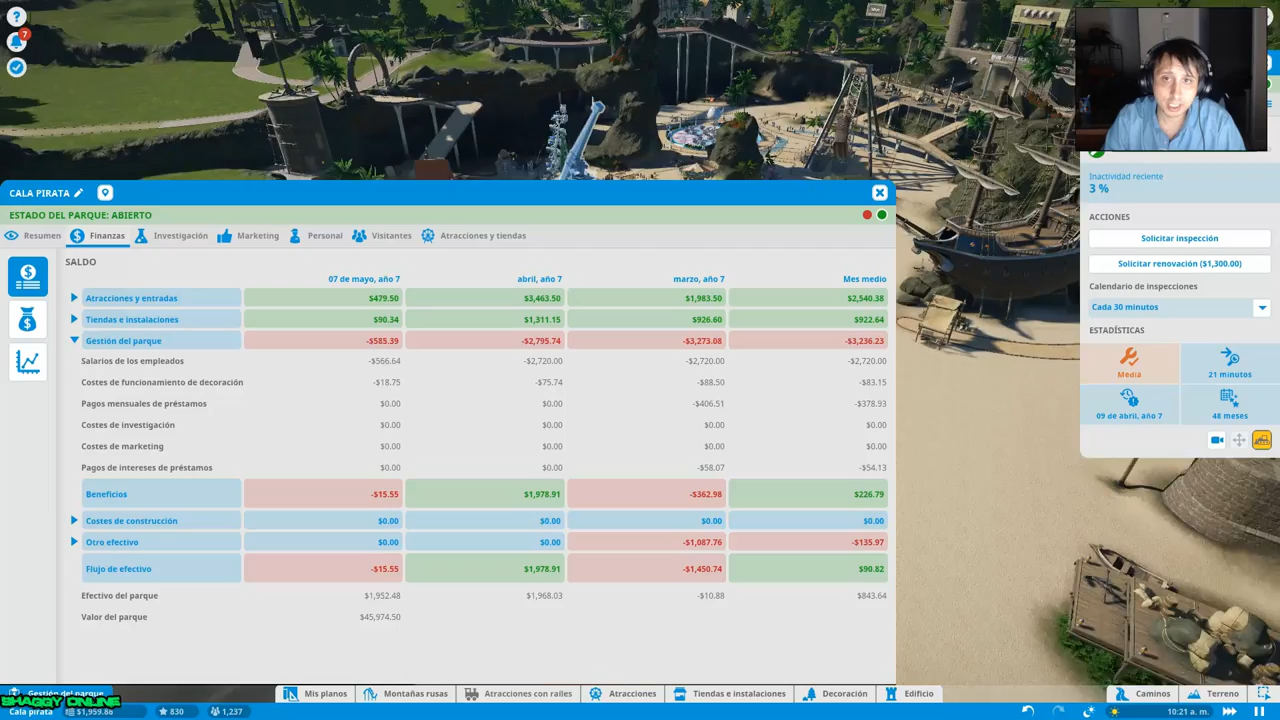 ?
7
CALA PIRATA
ESTADO DEL PARQUE: ABIERTO
Resumen Finanzas Investigación Marketing Personal Visitantes Atracciones y tiendas
SALDO
07 de mayo, año 7 abril, año 7 marzo, año 7 Mes medio
Atracciones y entradas $479.50 $3,463.50 $1,983.50 $2,540.38
Tiendas e instalaciones $90.34 $1,311.15 $926.60 $922.64
Gestión del parque -$585.39 -$2,795.74 -$3,273.08 -$3,236.23
Salarios de los empleados -$566.64 -$2,720.00 -$2,720.00 -$2,720.00
Costes de funcionamiento de decoración -$18.75 -$75.74 -$88.50 -$83.15
Pagos mensuales de préstamos $0.00 $0.00 -$406.51 -$378.93
Costes de investigación $0.00 $0.00 $0.00 $0.00
Costes de marketing $0.00 $0.00 $0.00 $0.00
Pagos de intereses de préstamos $0.00 $0.00 -$58.07 -$54.13
Beneficios -$15.55 $1,978.91 -$362.98 $226.79
Costes de construcción $0.00 $0.00 $0.00 $0.00
Otro efectivo $0.00 $0.00 -$1,087.76 -$135.97
Flujo de efectivo -$15.55 $1,978.91 -$1,450.74 $90.82
Efectivo del parque $1,952.48 $1,968.03 -$10.88 $843.64
Valor del parque $45,974.50
Inactividad reciente
3 %
ACCIONES
Solicitar inspección
Solicitar renovación ($1,300.00)
Calendario de inspecciones
Cada 30 minutos
ESTADÍSTICAS
Media 21 minutos
09 de abril, año 7 48 meses
Gestión del parque
Mis planos Montañas rusas Atracciones con raíles Atracciones Tiendas e instalaciones Decoración Edificio Caminos Terreno
SHAGGY ONLINE
Cala pirata $1,959.86 830 1,237 10:21 a. m.